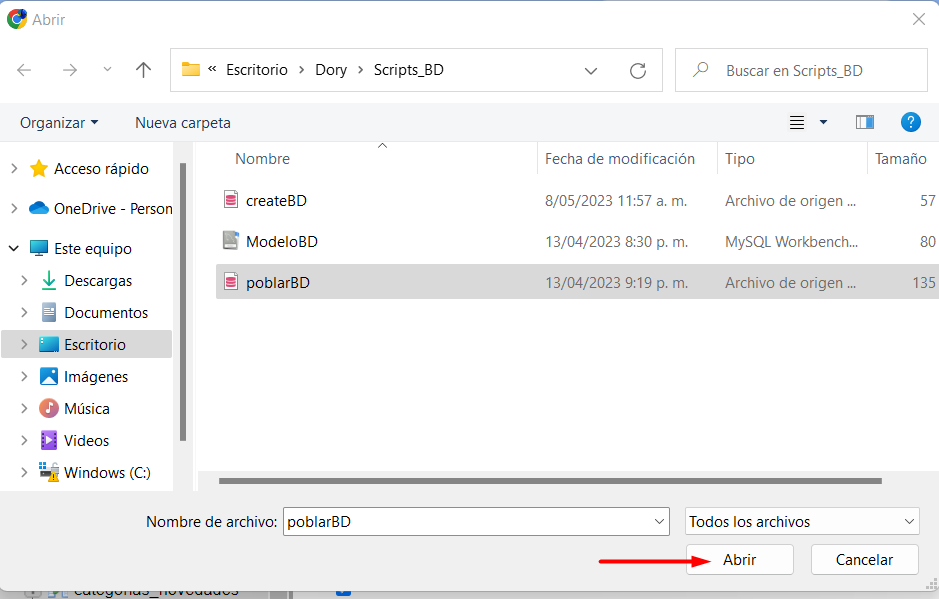 Abrir
« Escritorio > Dory > Scripts_BD
Buscar en Scripts_BD
Organizar
Nueva carpeta
?
Nombre
Fecha de modificación
Tipo
Tamaño
Acceso rápido
OneDrive - Person
Este equipo
Descargas
Documentos
Escritorio
Imágenes
Música
Videos
Windows (C:)
createBD 8/05/2023 11:57 a. m. Archivo de origen ... 57
ModeloBD 13/04/2023 8:30 p. m. MySQL Workbench... 80
poblarBD 13/04/2023 9:19 p. m. Archivo de origen ... 135
Nombre de archivo: poblarBD
Todos los archivos
Abrir
Cancelar
categorias_novedades